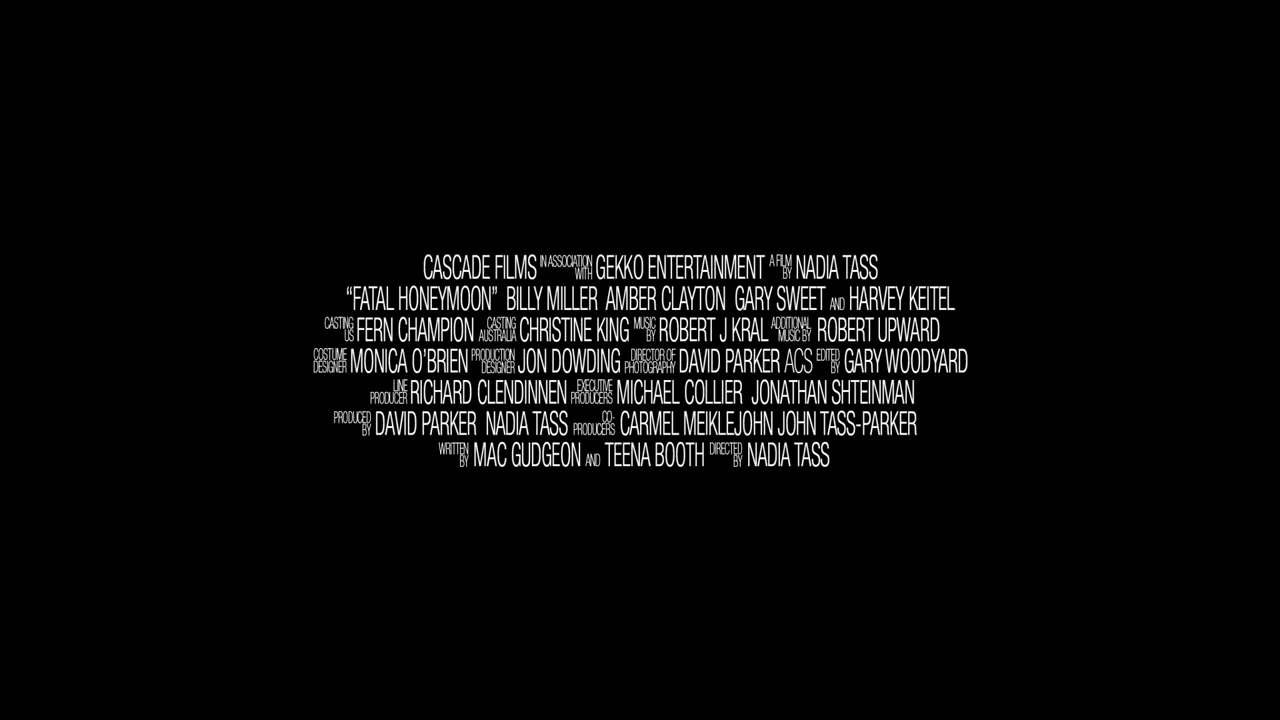 CASCADE FILMS IN ASSOCIATION WITH GEKKO ENTERTAINMENT A FILM BY NADIA TASS
“FATAL HONEYMOON” BILLY MILLER AMBER CLAYTON GARY SWEET AND HARVEY KEITEL
CASTING US FERN CHAMPION CASTING AUSTRALIA CHRISTINE KING MUSIC BY ROBERT J KRAL ADDITIONAL MUSIC BY ROBERT UPWARD
COSTUME DESIGNER MONICA O’BRIEN PRODUCTION DESIGNER JON DOWDING DIRECTOR OF PHOTOGRAPHY DAVID PARKER ACS EDITED BY GARY WOODYARD
LINE PRODUCER RICHARD CLENDINNEN EXECUTIVE PRODUCERS MICHAEL COLLIER JONATHAN SHTEINMAN
PRODUCED BY DAVID PARKER NADIA TASS CO-PRODUCERS CARMEL MEIKLEJOHN JOHN TASS-PARKER
WRITTEN BY MAC GUDGEON AND TEENA BOOTH DIRECTED BY NADIA TASS